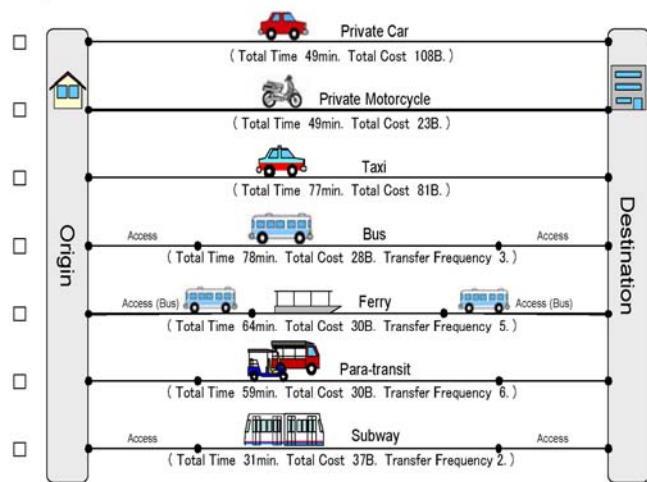 Private Car
( Total Time 49min. Total Cost 108B. )
Private Motorcycle
( Total Time 49min. Total Cost 23B. )
Taxi
( Total Time 77min. Total Cost 81B. )
Origin
Destination
Access Bus Access
( Total Time 78min. Total Cost 28B. Transfer Frequency 3. )
Access (Bus) Ferry Access (Bus)
( Total Time 64min. Total Cost 30B. Transfer Frequency 5. )
Para-transit
( Total Time 59min. Total Cost 30B. Transfer Frequency 6. )
Access Subway Access
( Total Time 31min. Total Cost 37B. Transfer Frequency 2. )